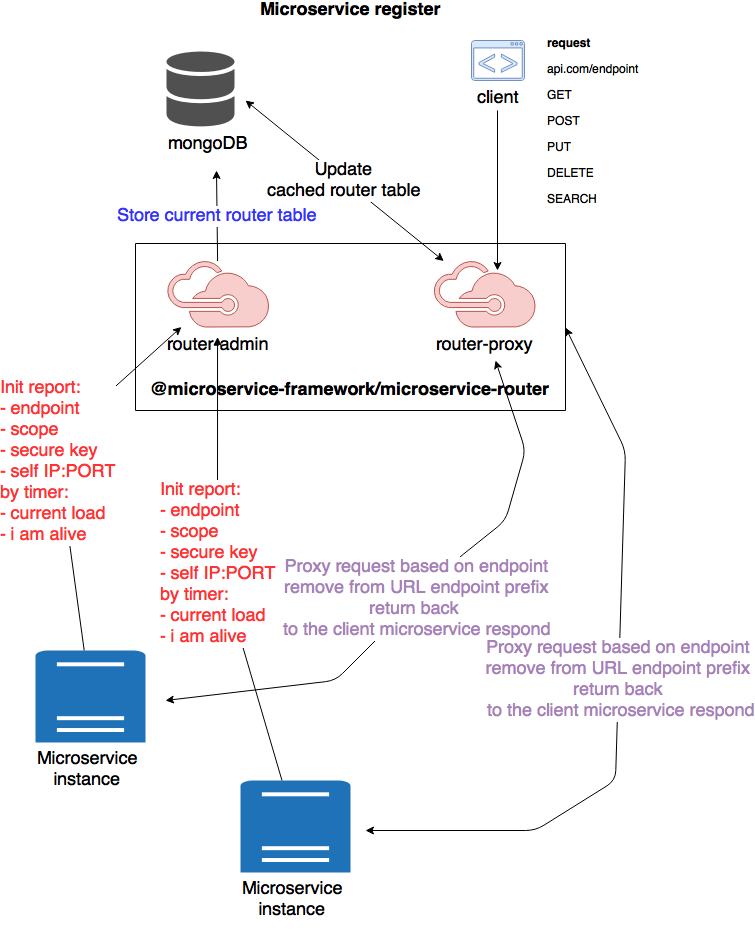 Microservice register
request
api.com/endpoint
GET
POST
PUT
DELETE
SEARCH
client
mongoDB
Update
cached router table
Store current router table
router-admin
router-proxy
@microservice-framework/microservice-router
Init report:
- endpoint
- scope
- secure key
- self IP:PORT
by timer:
- current load
- i am alive
Init report:
- endpoint
- scope
- secure key
- self IP:PORT
by timer:
- current load
- i am alive
Proxy request based on endpoint
remove from URL endpoint prefix
return back
to the client microservice respond
Proxy request based on endpoint
remove from URL endpoint prefix
return back
to the client microservice respond
Microservice
instance
Microservice
instance